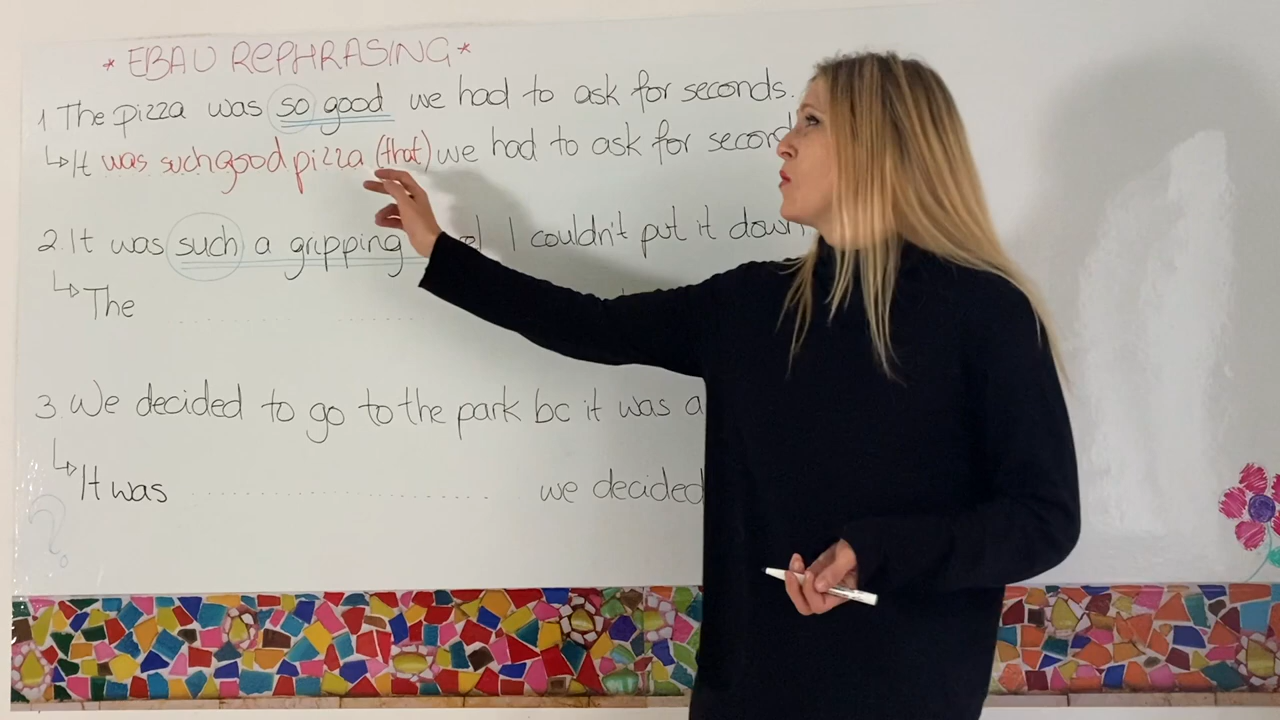 * EBAU REPHRASING *
1 The pizza was so good we had to ask for seconds.
↳ It was such good pizza (that) we had to ask for
2. It was such a gripping I couldn't put it down
↳ The
3. We decided to go to the park bc it was a
↳ It was .................... we decided
?